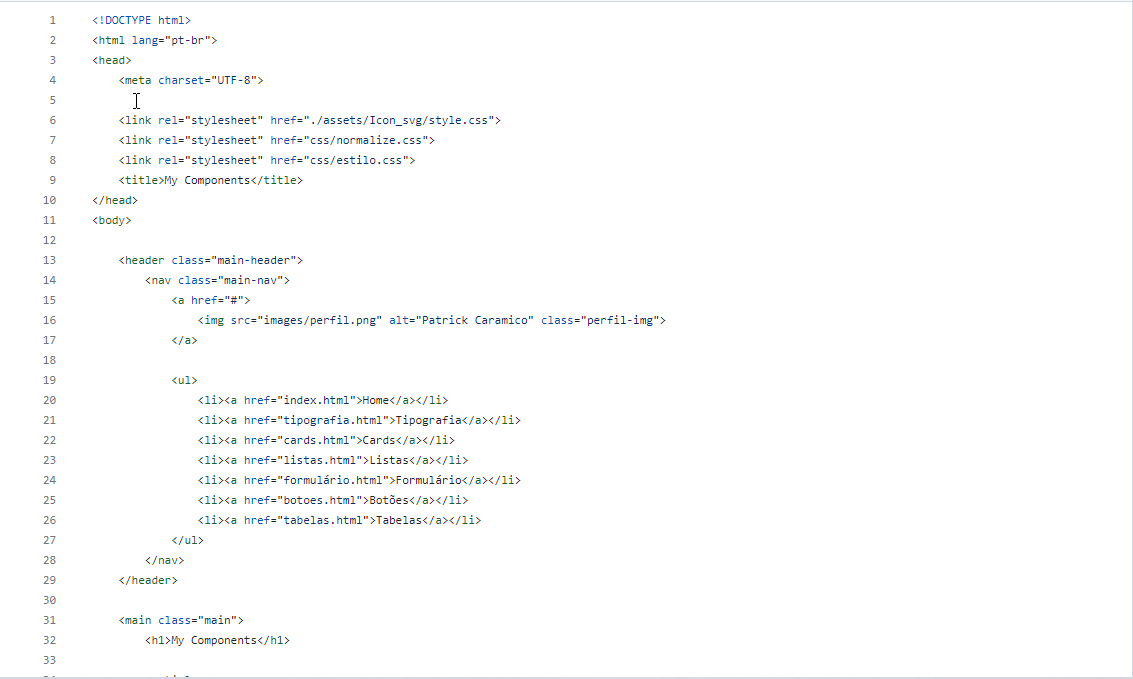 1 <!DOCTYPE html>
2 <html lang="pt-br">
3 <head>
4 <meta charset="UTF-8">
5
6 <link rel="stylesheet" href="./assets/Icon_svg/style.css">
7 <link rel="stylesheet" href="css/normalize.css">
8 <link rel="stylesheet" href="css/estilo.css">
9 <title>My Components</title>
10 </head>
11 <body>
12
13 <header class="main-header">
14 <nav class="main-nav">
15 <a href="#">
16 <img src="images/perfil.png" alt="Patrick Caramico" class="perfil-img">
17 </a>
18
19 <ul>
20 <li><a href="index.html">Home</a></li>
21 <li><a href="tipografia.html">Tipografia</a></li>
22 <li><a href="cards.html">Cards</a></li>
23 <li><a href="listas.html">Listas</a></li>
24 <li><a href="formulário.html">Formulário</a></li>
25 <li><a href="botoes.html">Botões</a></li>
26 <li><a href="tabelas.html">Tabelas</a></li>
27 </ul>
28 </nav>
29 </header>
30
31 <main class="main">
32 <h1>My Components</h1>
33